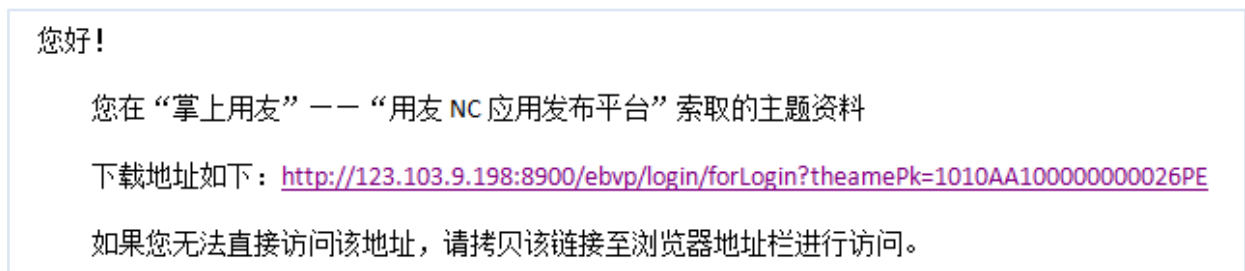 您好！
您在“掌上用友”——“用友 NC 应用发布平台”索取的主题资料
下载地址如下：http://123.103.9.198:8900/ebvp/login/forLogin?theamePk=1010AA100000000026PE
如果您无法直接访问该地址，请拷贝该链接至浏览器地址栏进行访问。